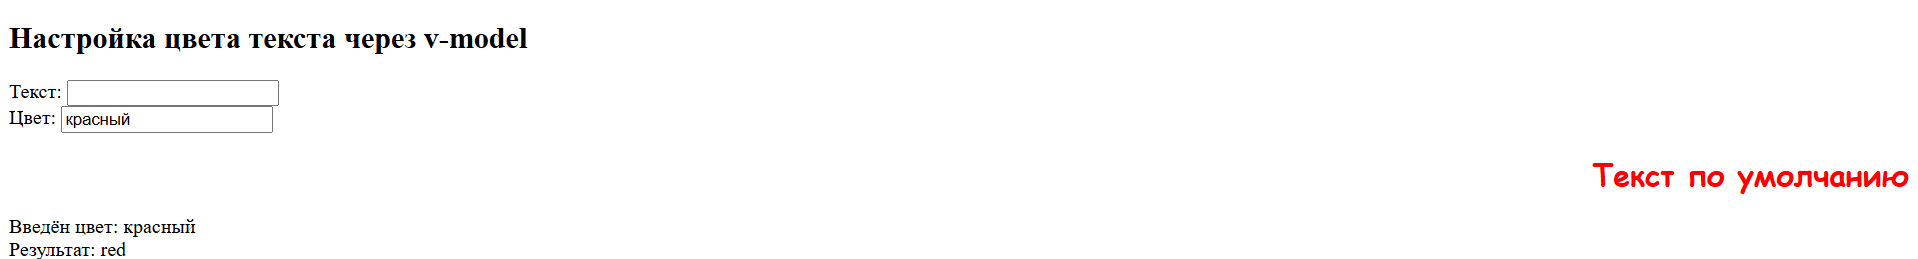 Настройка цвета текста через v-model
Текст:
Цвет: красный
Текст по умолчанию
Введён цвет: красный
Результат: red